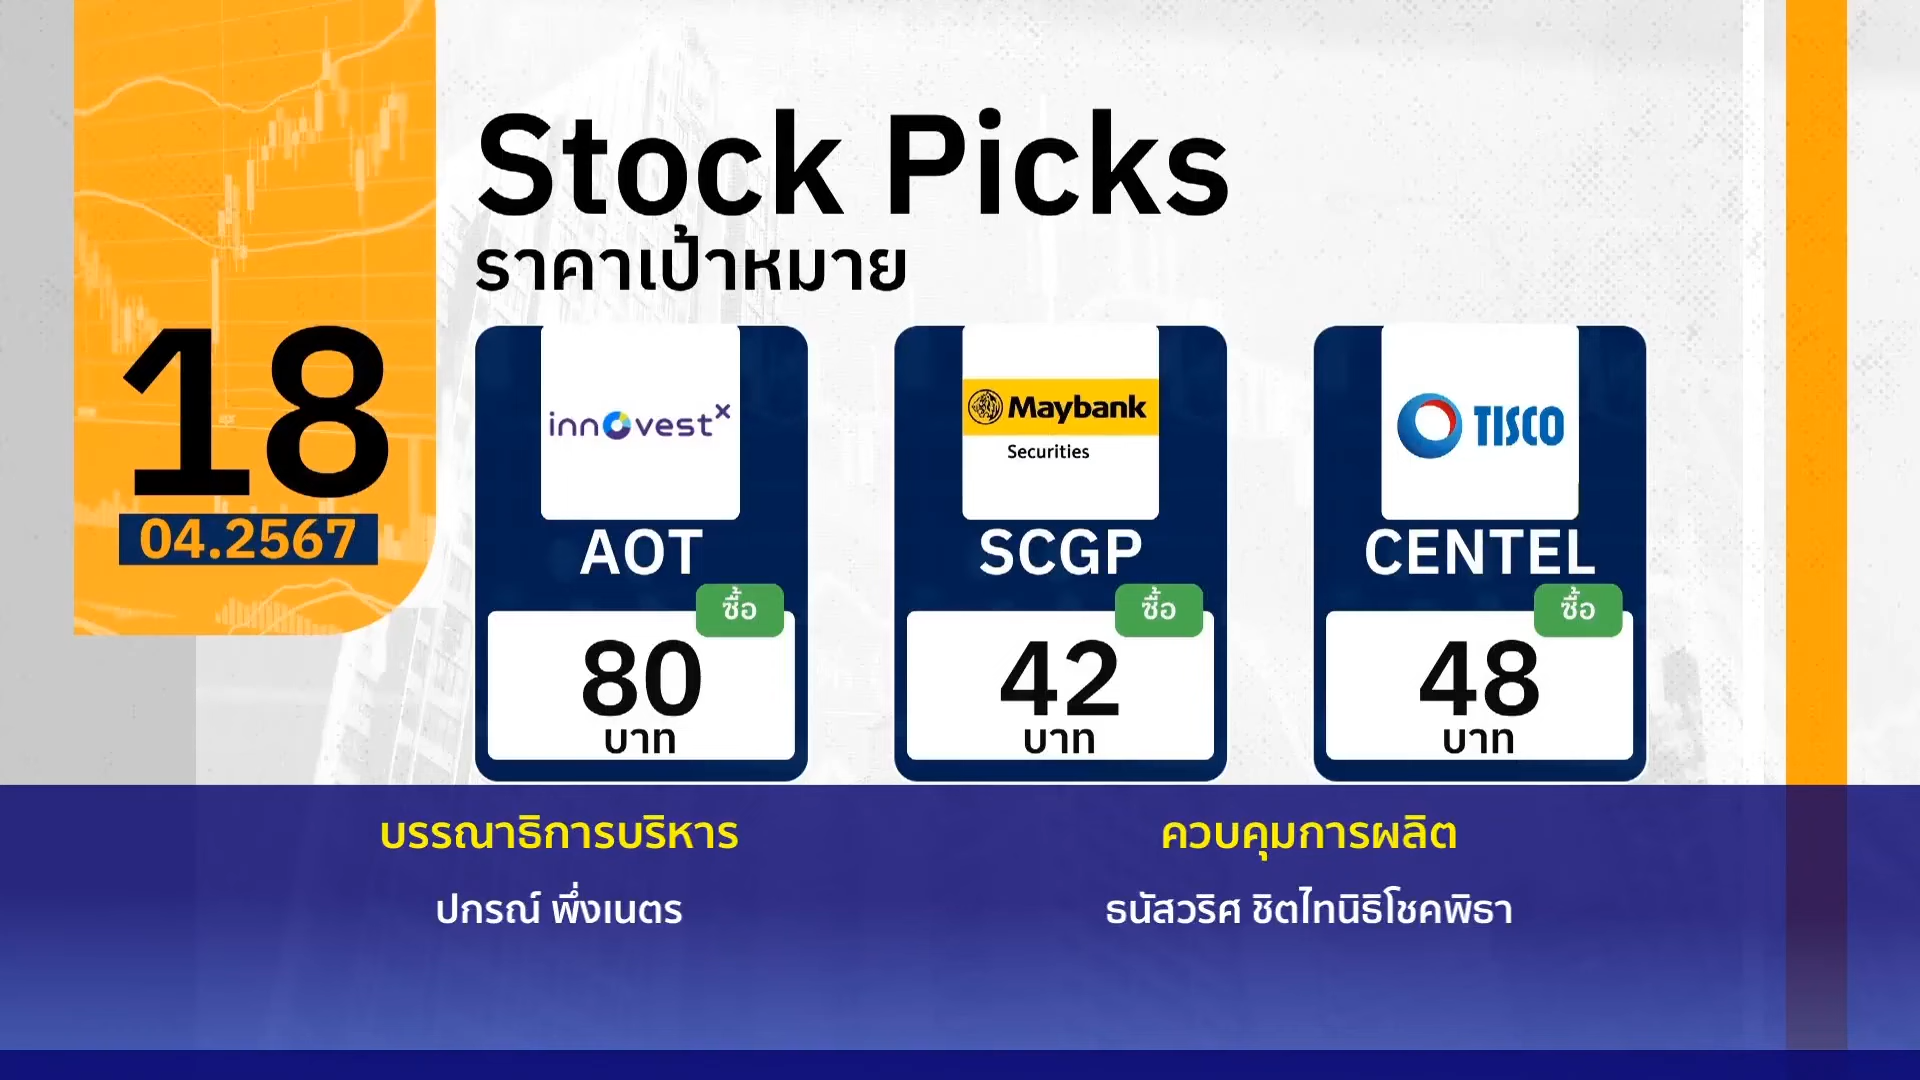 Stock Picks
ราคาเป้าหมาย
18
04.2567
innovestx
AOT
ซื้อ
80
บาท
Maybank
Securities
SCGP
ซื้อ
42
บาท
TISCO
CENTEL
ซื้อ
48
บาท
บรรณาธิการบริหาร
ปกรณ์ พึ่งเนตร
ควบคุมการผลิต
ธนัสวริศ ชิตไทนิธิโชคพิธา